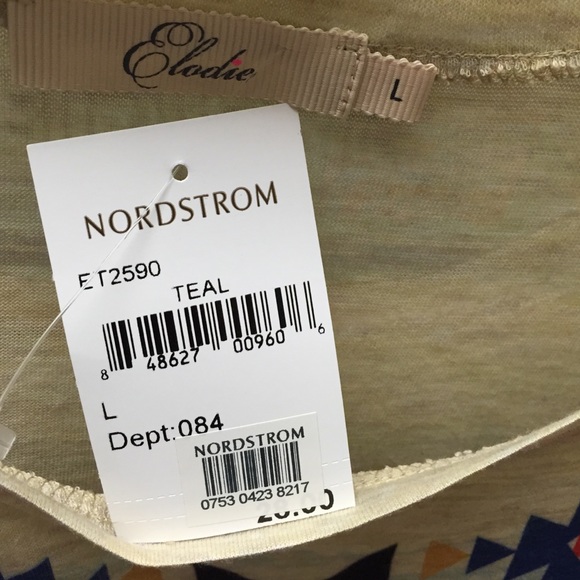 Elodie
L
NORDSTROM
ET2590
TEAL
8 48627 00960 6
L
Dept:084
NORDSTROM
0753 0423 8217